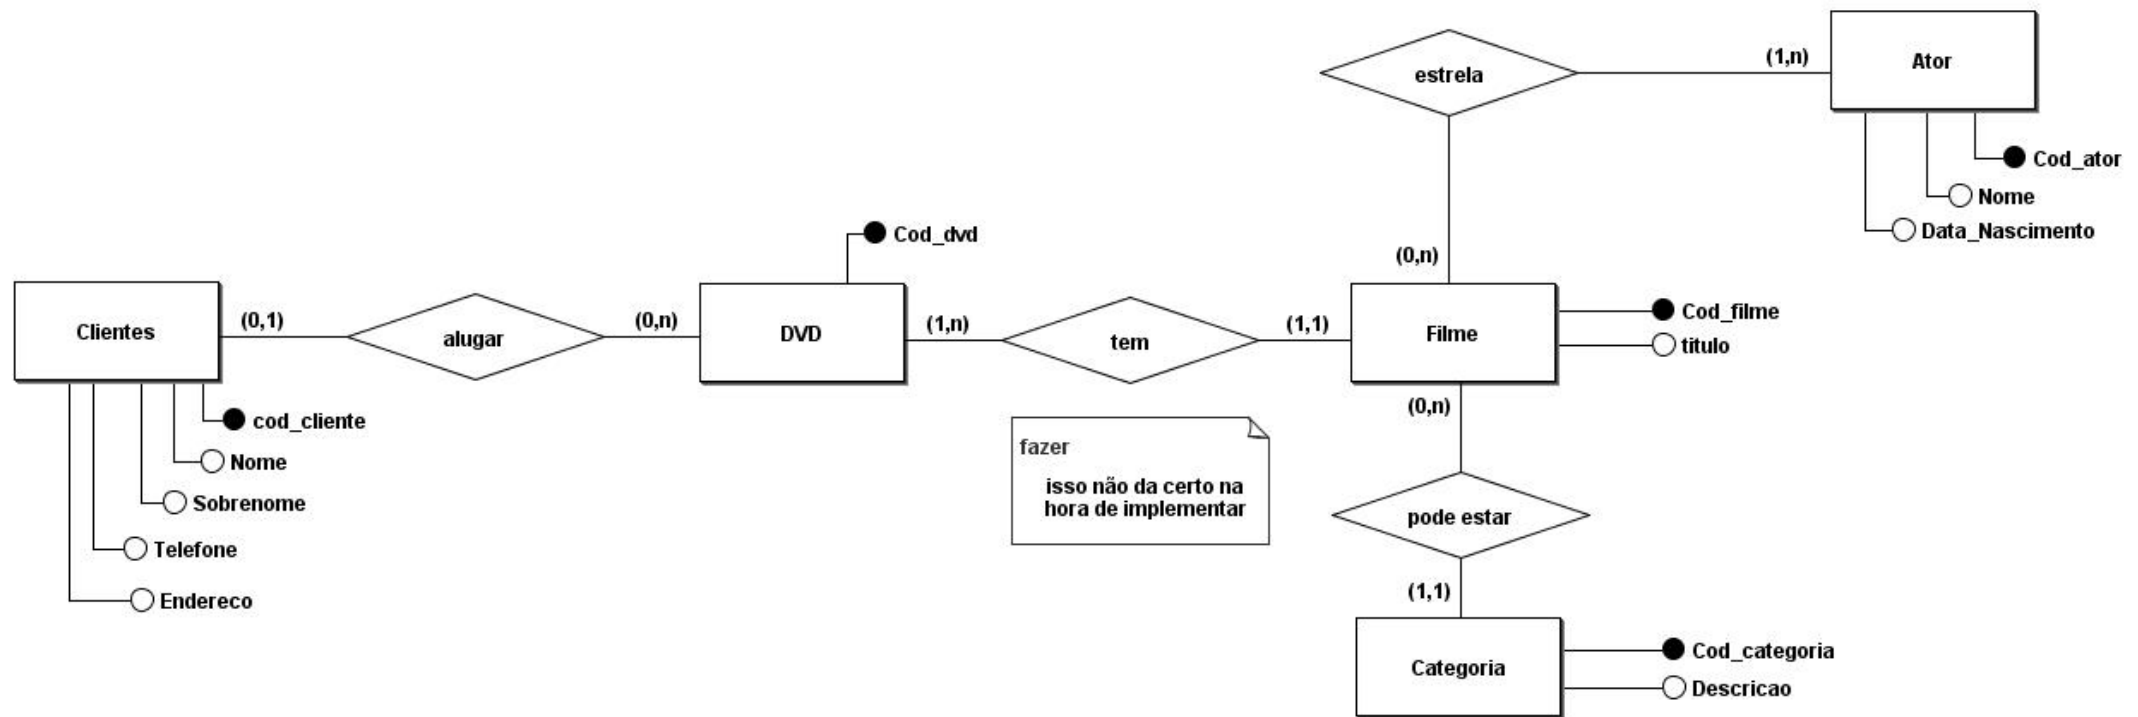 estrela
(1,n)
Ator
Cod_ator
Nome
Data_Nascimento
(0,n)
Cod_dvd
Clientes
(0,1)
alugar
(0,n)
DVD
(1,n)
tem
(1,1)
Filme
Cod_filme
titulo
cod_cliente
Nome
Sobrenome
Telefone
Endereco
fazer
isso não da certo na
hora de implementar
(0,n)
pode estar
(1,1)
Categoria
Cod_categoria
Descricao